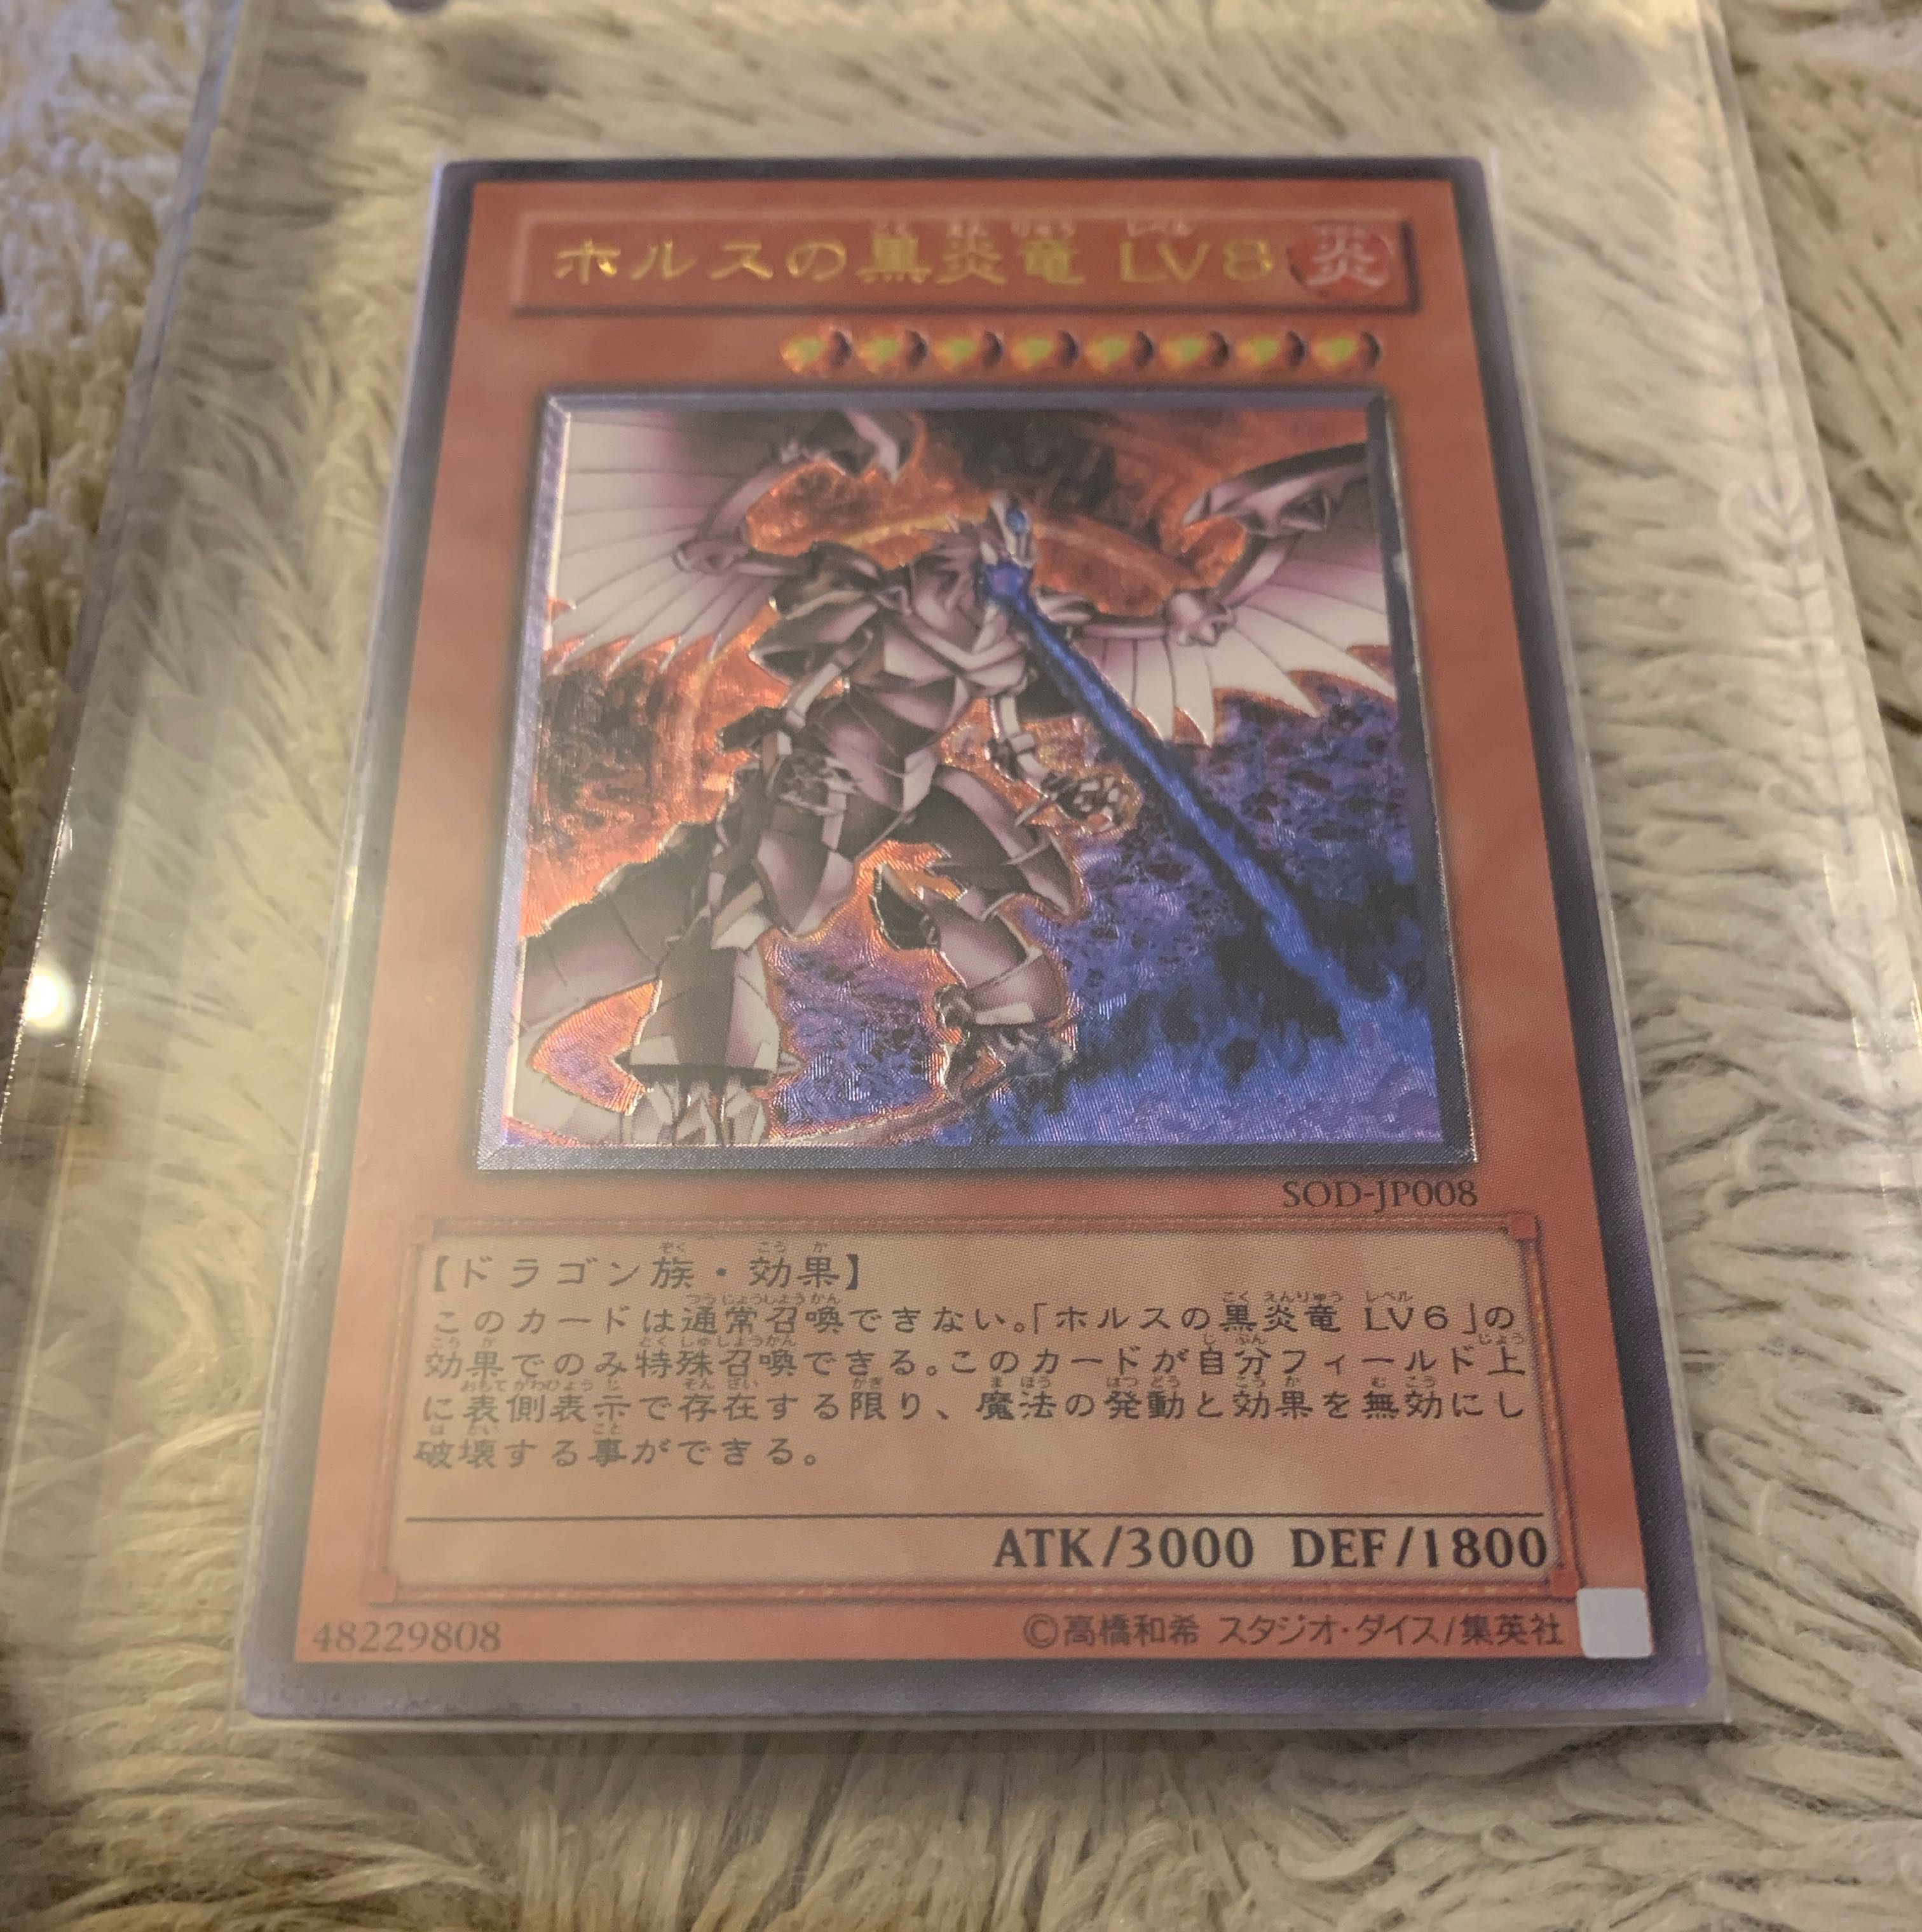 ホルスの黒炎竜 LV8 炎
SOD-JP008
【ドラゴン族・効果】
このカードは通常召喚できない。「ホルスの黒炎竜 LV6」の
効果でのみ特殊召喚できる。このカードが自分フィールド上
に表側表示で存在する限り、魔法の発動と効果を無効にし
破壊する事ができる。
ATK/3000 DEF/1800
48229808 ©高橋和希 スタジオ・ダイス/集英社